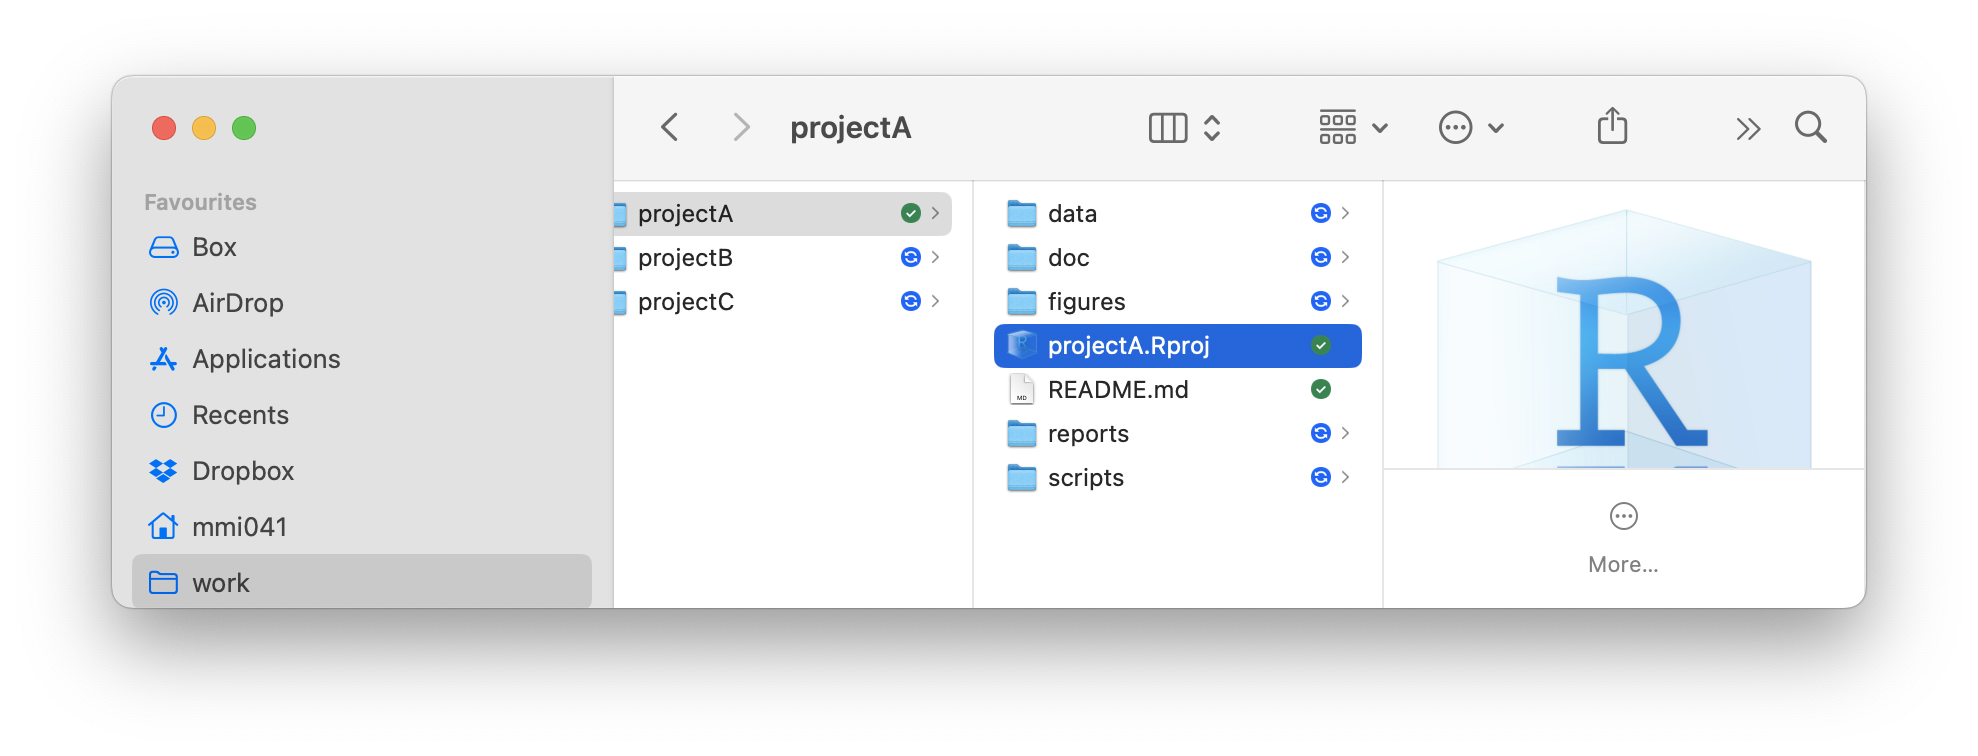 projectA
Favourites
Box
AirDrop
Applications
Recents
Dropbox
mmi041
work
projectA
projectB
projectC
data
doc
figures
projectA.Rproj
MD
README.md
reports
scripts
R
R
More...